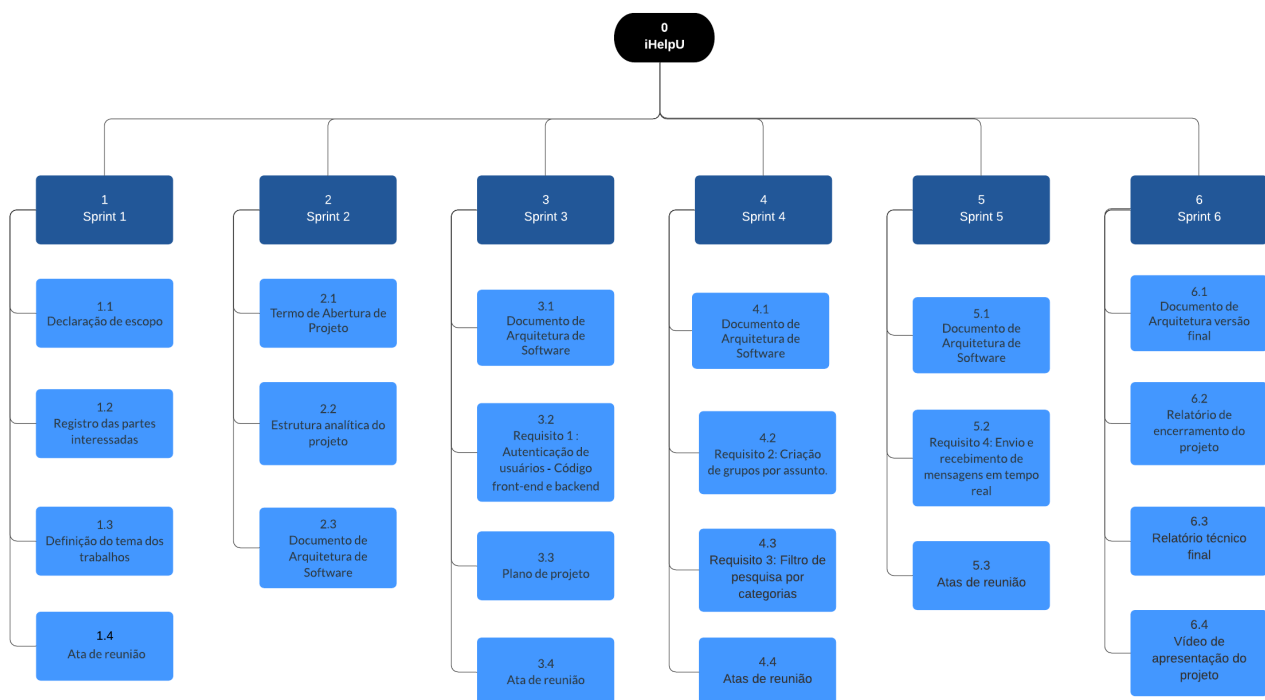 0
iHelpU
1
Sprint 1
2
Sprint 2
3
Sprint 3
4
Sprint 4
5
Sprint 5
6
Sprint 6
1.1
Declaração de escopo
1.2
Registro das partes
interessadas
1.3
Definição do tema dos
trabalhos
1.4
Ata de reunião
2.1
Termo de Abertura de
Projeto
2.2
Estrutura analítica do
projeto
2.3
Documento de
Arquitetura de
Software
3.1
Documento de
Arquitetura de
Software
3.2
Requisito 1 :
Autenticação de
usuários - Código
front-end e backend
3.3
Plano de projeto
3.4
Ata de reunião
4.1
Documento de
Arquitetura de
Software
4.2
Requisito 2: Criação
de grupos por assunto.
4.3
Requisito 3: Filtro de
pesquisa por
categorias
4.4
Atas de reunião
5.1
Documento de
Arquitetura de
Software
5.2
Requisito 4: Envio e
recebimento de
mensagens em tempo
real
5.3
Atas de reunião
6.1
Documento de
Arquitetura versão
final
6.2
Relatório de
encerramento do
projeto
6.3
Relatório técnico
final
6.4
Vídeo de
apresentação do
projeto